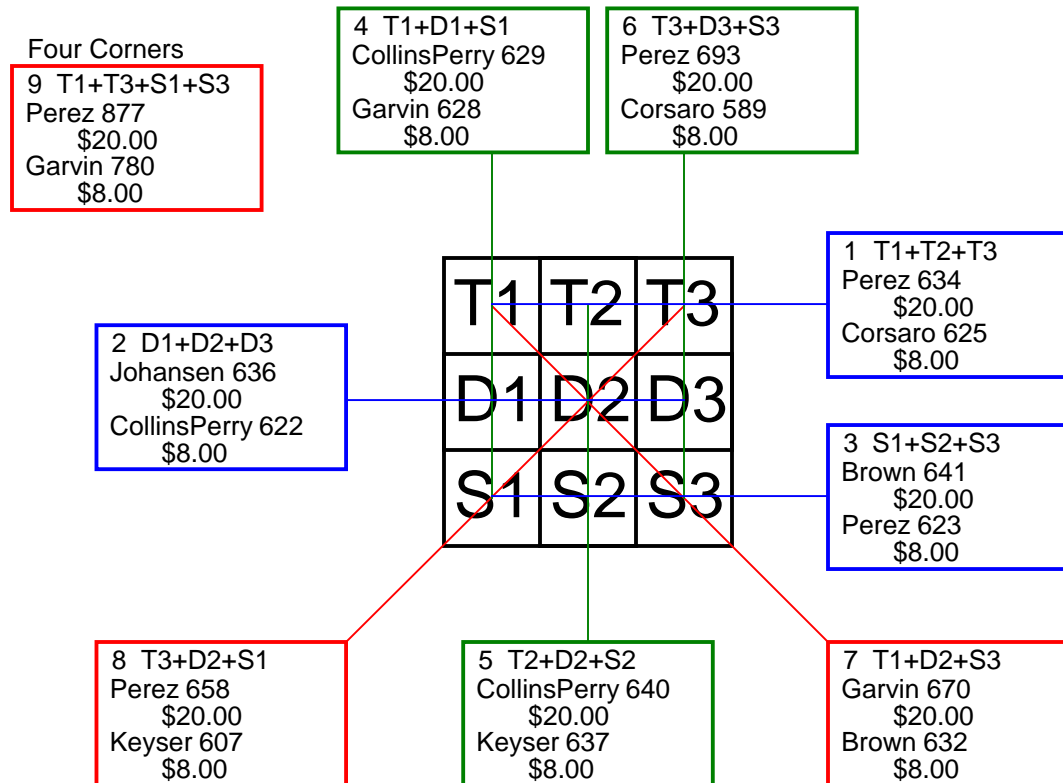 Four Corners
9 T1+T3+S1+S3
Perez 877
$20.00
Garvin 780
$8.00
4 T1+D1+S1
CollinsPerry 629
$20.00
Garvin 628
$8.00
6 T3+D3+S3
Perez 693
$20.00
Corsaro 589
$8.00
1 T1+T2+T3
Perez 634
$20.00
Corsaro 625
$8.00
T1 T2 T3
D1 D2 D3
S1 S2 S3
2 D1+D2+D3
Johansen 636
$20.00
CollinsPerry 622
$8.00
3 S1+S2+S3
Brown 641
$20.00
Perez 623
$8.00
8 T3+D2+S1
Perez 658
$20.00
Keyser 607
$8.00
5 T2+D2+S2
CollinsPerry 640
$20.00
Keyser 637
$8.00
7 T1+D2+S3
Garvin 670
$20.00
Brown 632
$8.00